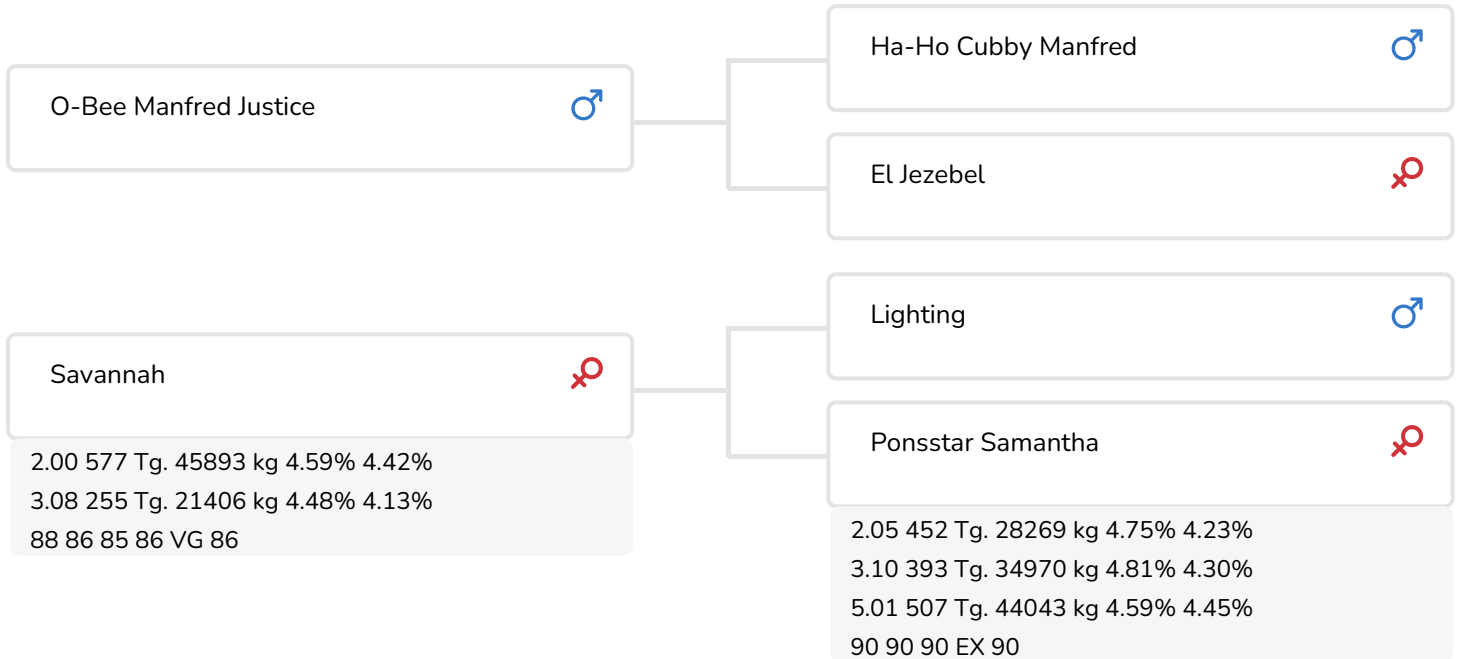 O-Bee Manfred Justice
Ha-Ho Cubby Manfred
El Jezebel
Savannah
2.00 577 Tg. 45893 kg 4.59% 4.42%
3.08 255 Tg. 21406 kg 4.48% 4.13%
88 86 85 86 VG 86
Lighting
Ponsstar Samantha
2.05 452 Tg. 28269 kg 4.75% 4.23%
3.10 393 Tg. 34970 kg 4.81% 4.30%
5.01 507 Tg. 44043 kg 4.59% 4.45%
90 90 90 EX 90